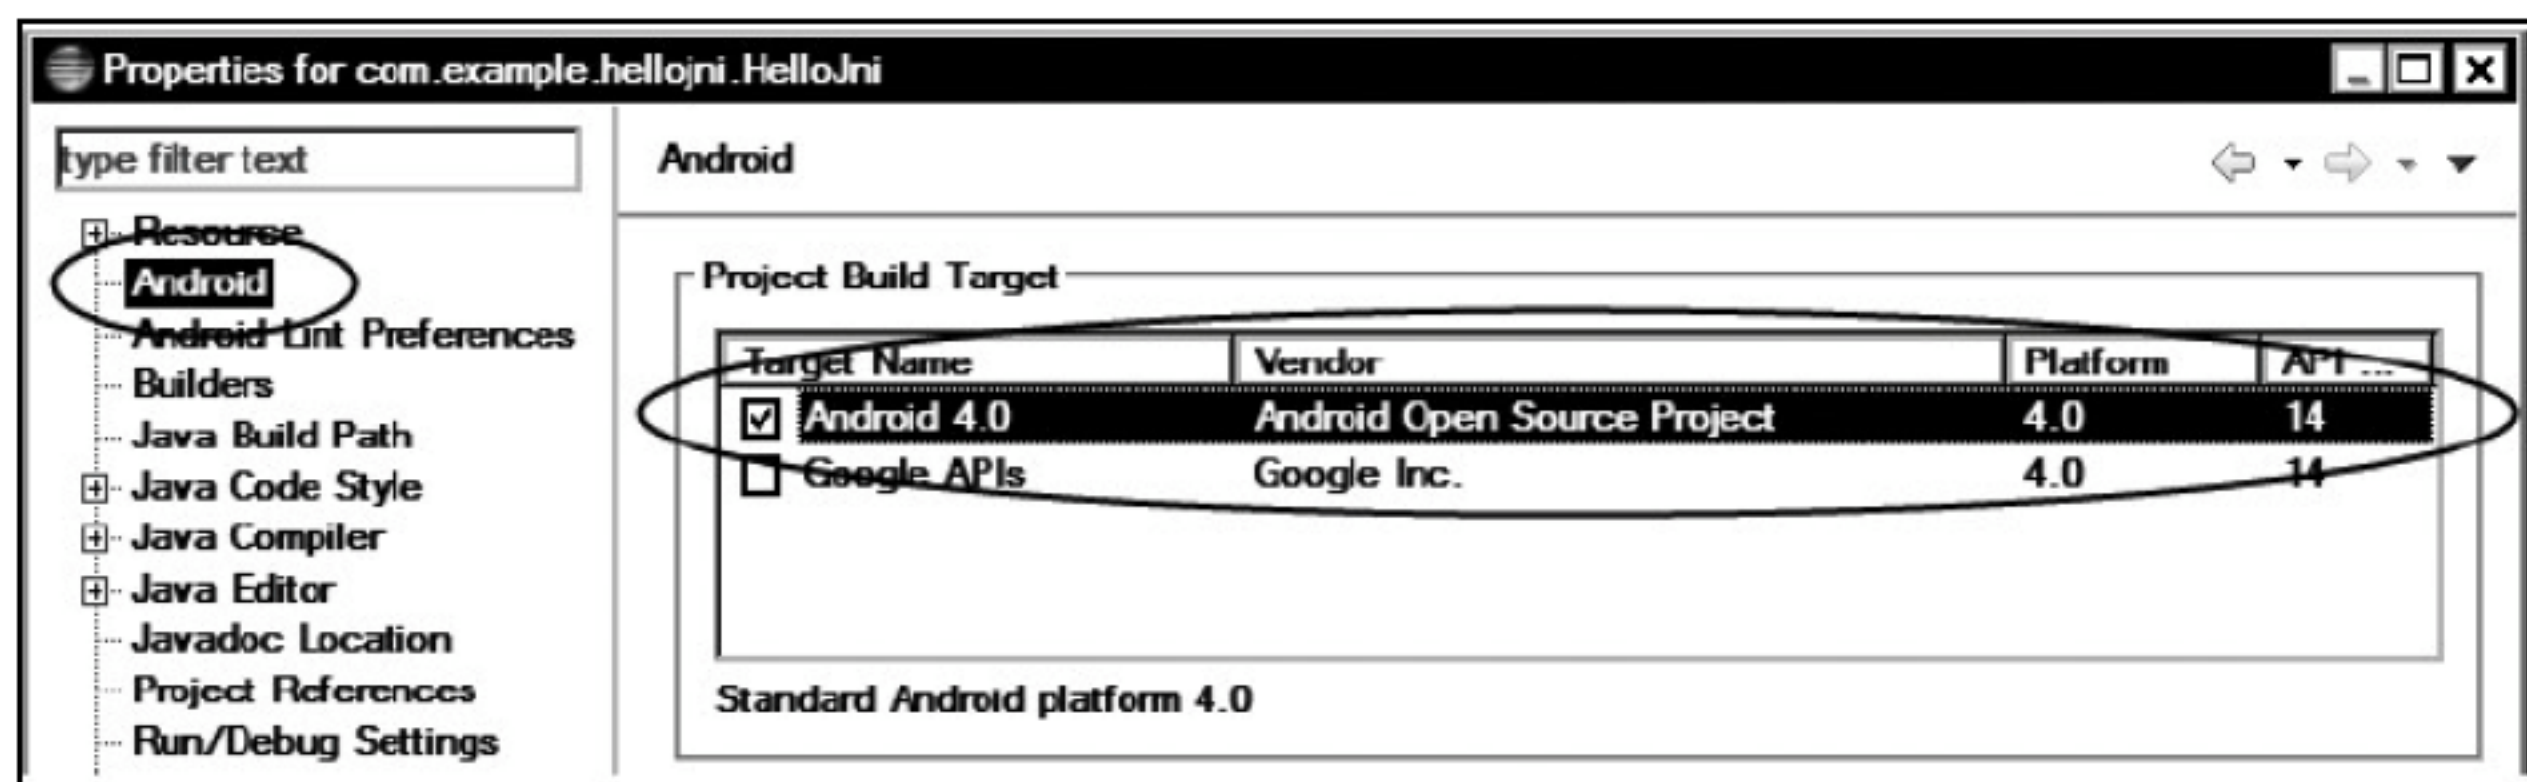 Properties for com.example.hellojni.HelloJni
type filter text
Resource
Android
Android Lint Preferences
Builders
Java Build Path
Java Code Style
Java Compiler
Java Editor
Javadoc Location
Project References
Run/Debug Settings
Android
Project Build Target
Target Name Vendor Platform API ...
Android 4.0 Android Open Source Project 4.0 14
Google APIs Google Inc. 4.0 14
Standard Android platform 4.0